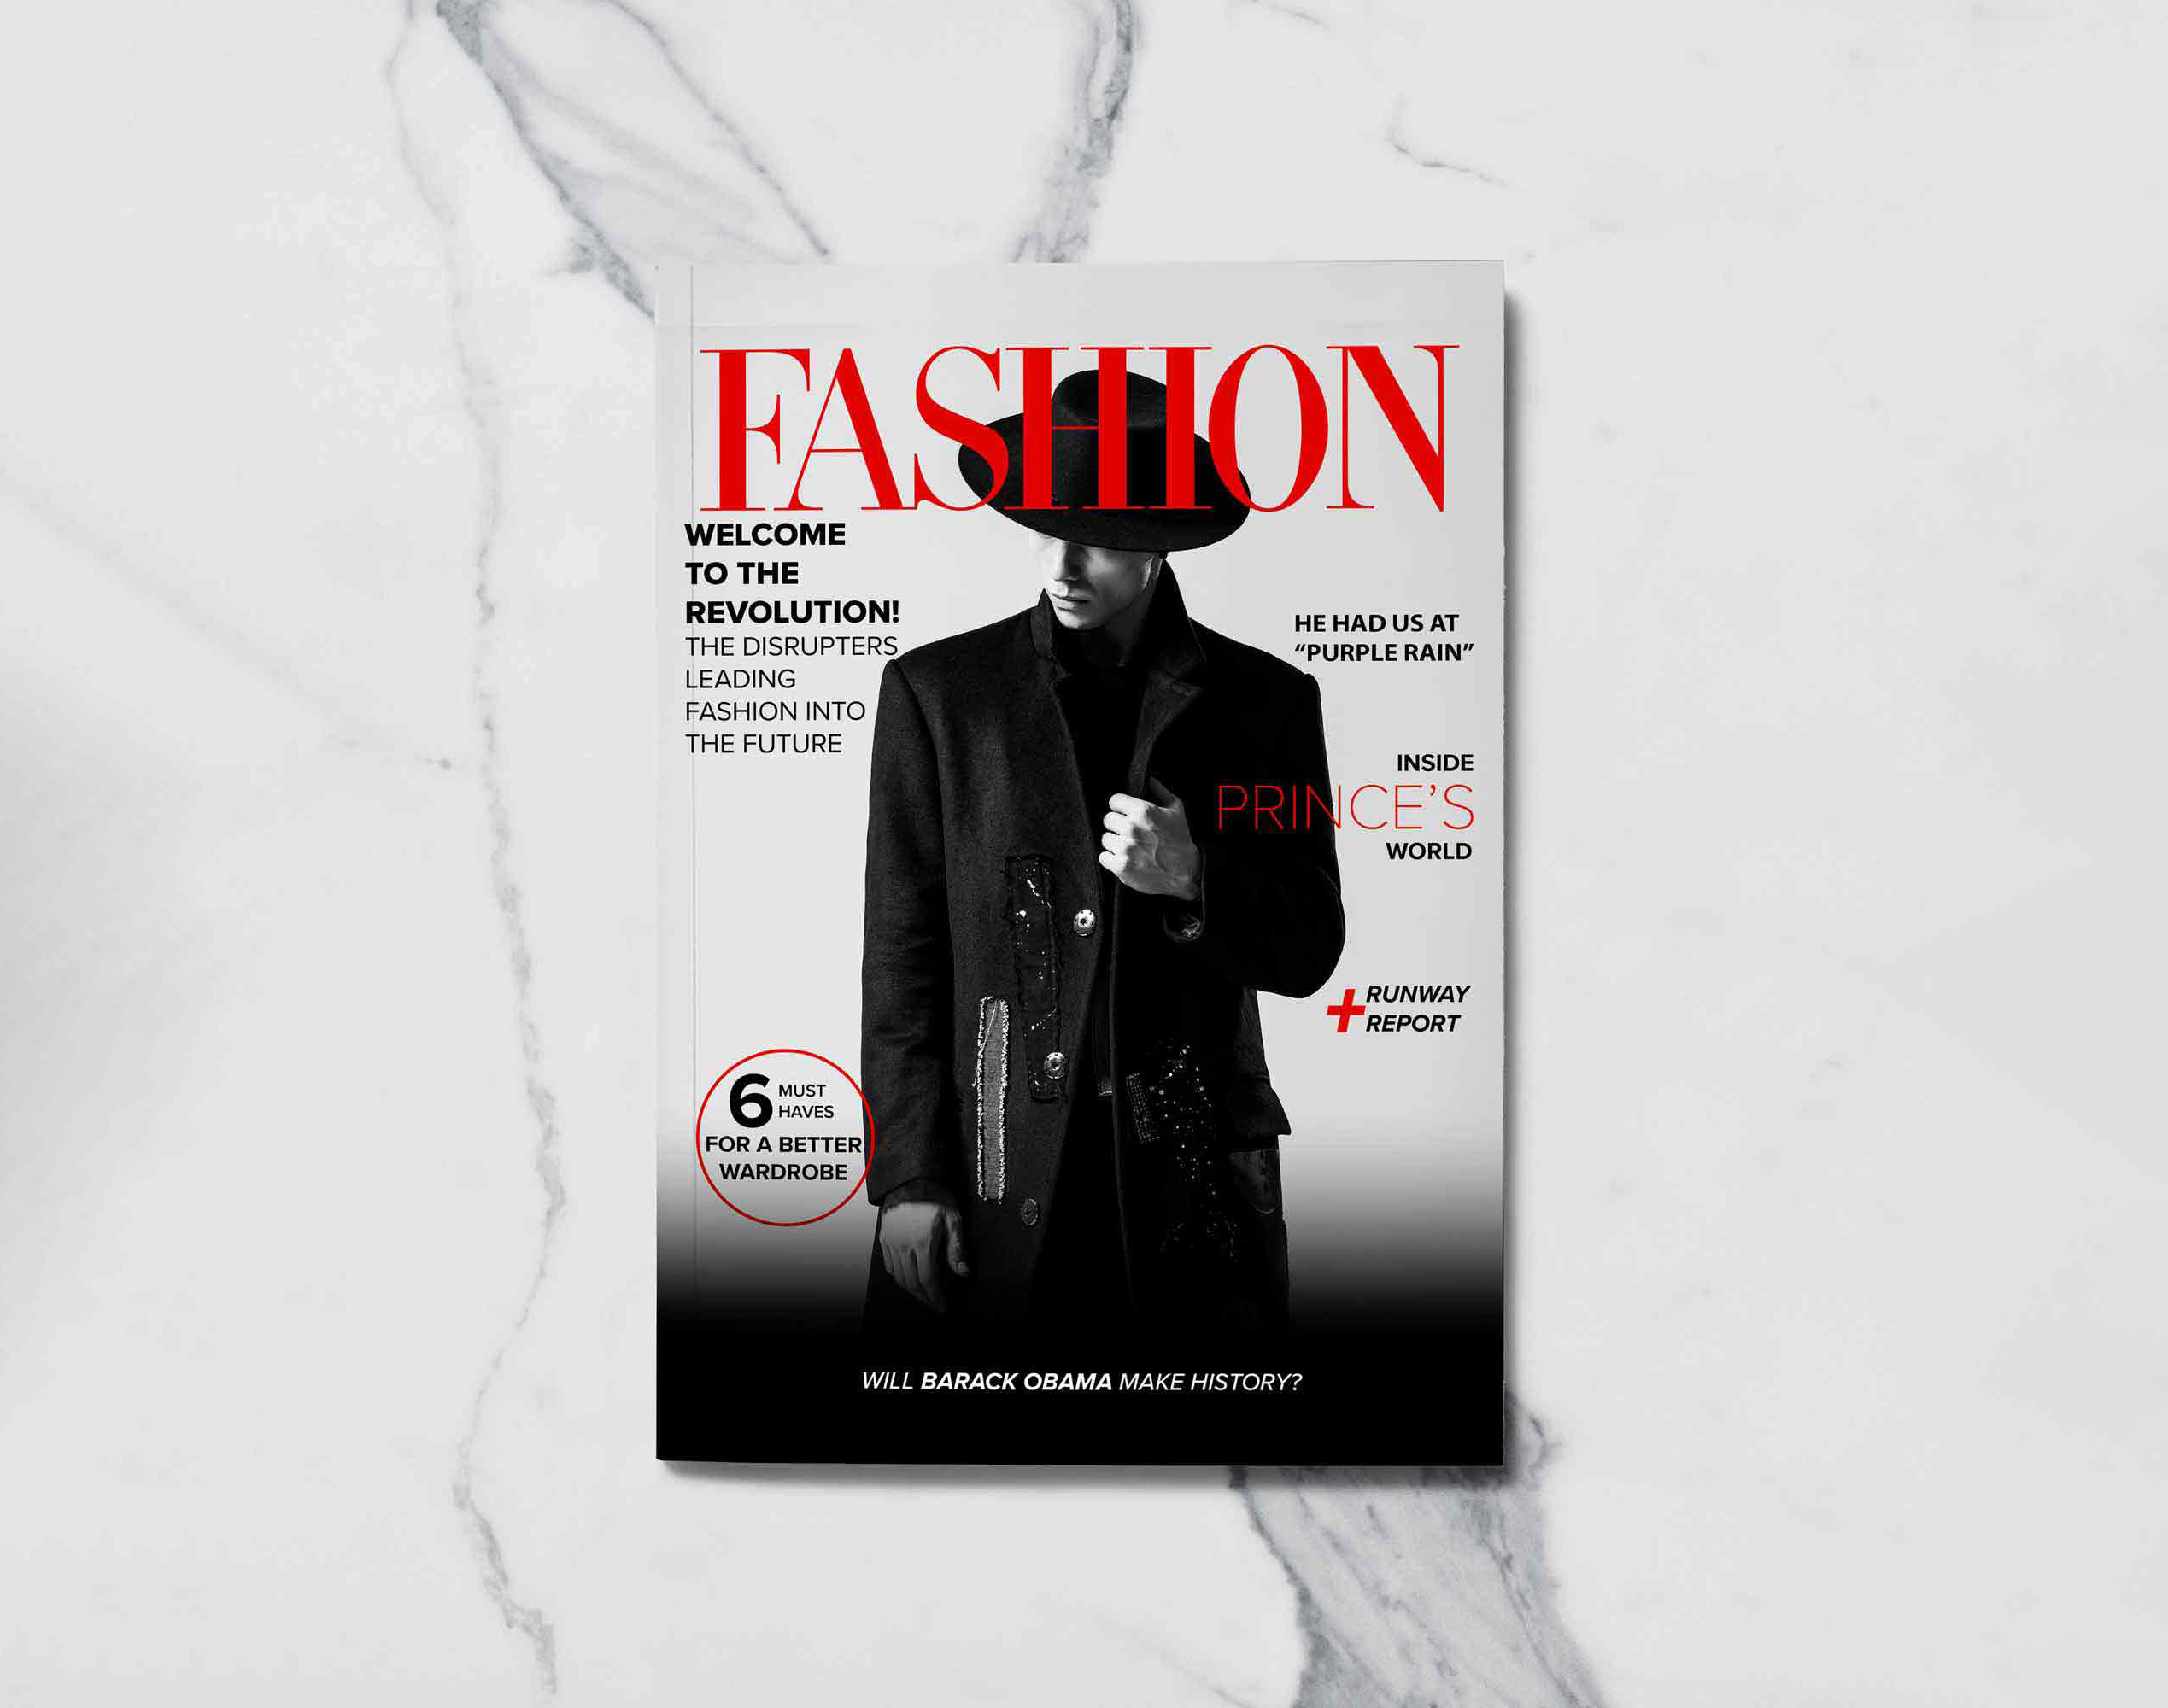 FASHION
WELCOME
TO THE
REVOLUTION!
THE DISRUPTERS
LEADING
FASHION INTO
THE FUTURE
HE HAD US AT
“PURPLE RAIN”
INSIDE
PRINCE’S
WORLD
+ RUNWAY
REPORT
6 MUST
HAVES
FOR A BETTER
WARDROBE
WILL BARACK OBAMA MAKE HISTORY?